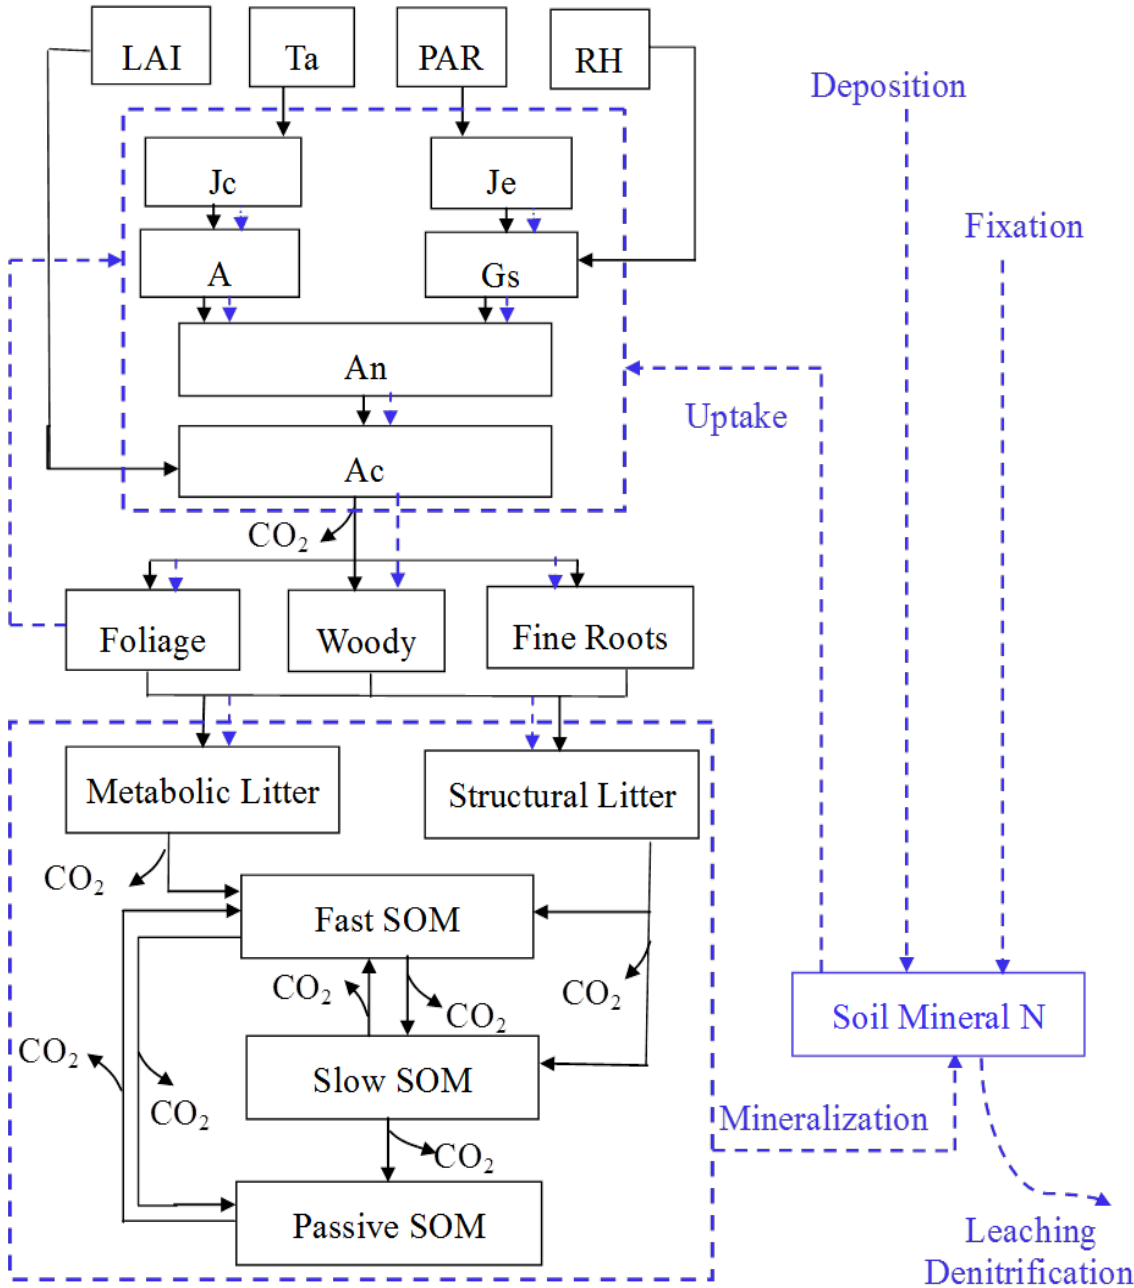 LAI
Ta
PAR
RH
Deposition
Jc
Je
Fixation
A
Gs
An
Uptake
Ac
CO₂
Foliage
Woody
Fine Roots
Metabolic Litter
Structural Litter
CO₂
Fast SOM
CO₂
CO₂
CO₂
Soil Mineral N
CO₂
Slow SOM
CO₂
Mineralization
CO₂
Passive SOM
Leaching
Denitrification